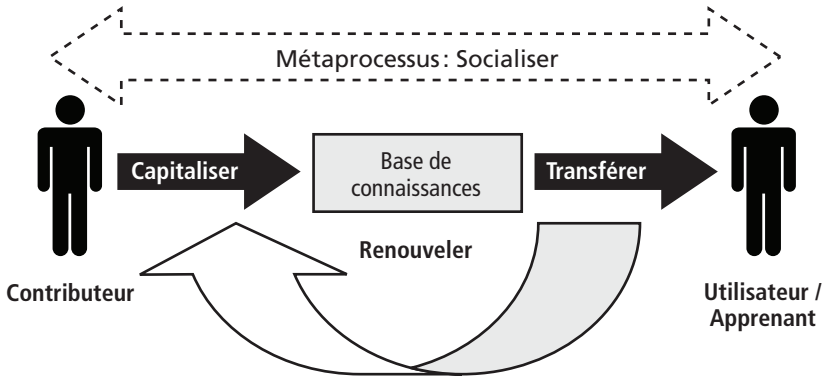 Métaprocessus : Socialiser
Capitaliser
Base de
connaissances
Transférer
Renouveler
Contributeur
Utilisateur /
Apprenant